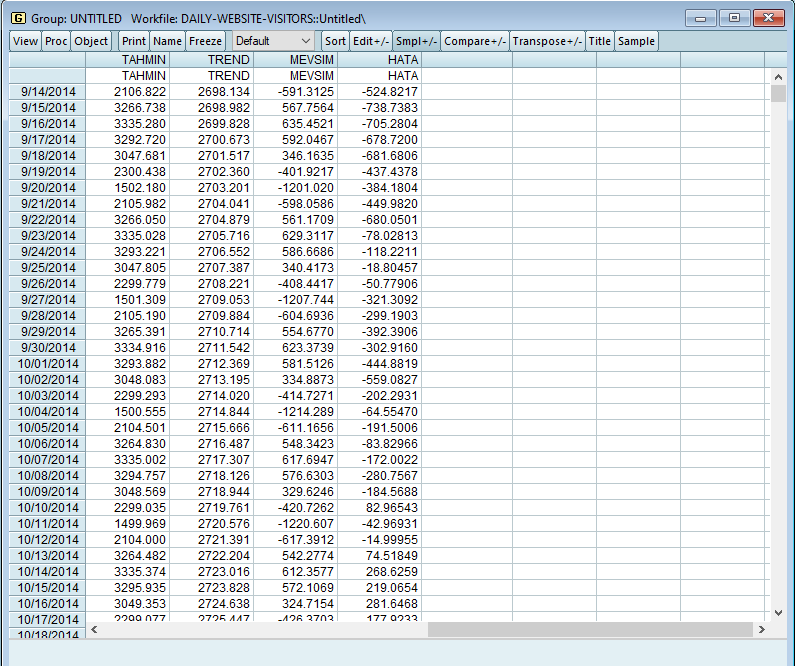 Group: UNTITLED Workfile: DAILY-WEBSITE-VISITORS::Untitled\
View Proc Object Print Name Freeze Default Sort Edit+/- Smpl+/- Compare+/- Transpose+/- Title Sample
TAHMIN TREND MEVSIM HATA
TAHMIN TREND MEVSIM HATA
9/14/2014 2106.822 2698.134 -591.3125 -524.8217
9/15/2014 3266.738 2698.982 567.7564 -738.7383
9/16/2014 3335.280 2699.828 635.4521 -705.2804
9/17/2014 3292.720 2700.673 592.0467 -678.7200
9/18/2014 3047.681 2701.517 346.1635 -681.6806
9/19/2014 2300.438 2702.360 -401.9217 -437.4378
9/20/2014 1502.180 2703.201 -1201.020 -384.1804
9/21/2014 2105.982 2704.041 -598.0586 -449.9820
9/22/2014 3266.050 2704.879 561.1709 -680.0501
9/23/2014 3335.028 2705.716 629.3117 -78.02813
9/24/2014 3293.221 2706.552 586.6686 -118.2211
9/25/2014 3047.805 2707.387 340.4173 -18.80457
9/26/2014 2299.779 2708.221 -408.4417 -50.77906
9/27/2014 1501.309 2709.053 -1207.744 -321.3092
9/28/2014 2105.190 2709.884 -604.6936 -299.1903
9/29/2014 3265.391 2710.714 554.6770 -392.3906
9/30/2014 3334.916 2711.542 623.3739 -302.9160
10/01/2014 3293.882 2712.369 581.5126 -444.8819
10/02/2014 3048.083 2713.195 334.8873 -559.0827
10/03/2014 2299.293 2714.020 -414.7271 -202.2931
10/04/2014 1500.555 2714.844 -1214.289 -64.55470
10/05/2014 2104.501 2715.666 -611.1656 -191.5006
10/06/2014 3264.830 2716.487 548.3423 -83.82966
10/07/2014 3335.002 2717.307 617.6947 -172.0022
10/08/2014 3294.757 2718.126 576.6303 -280.7567
10/09/2014 3048.569 2718.944 329.6246 -184.5688
10/10/2014 2299.035 2719.761 -420.7262 82.96543
10/11/2014 1499.969 2720.576 -1220.607 -42.96931
10/12/2014 2104.000 2721.391 -617.3912 -14.99955
10/13/2014 3264.482 2722.204 542.2774 74.51849
10/14/2014 3335.374 2723.016 612.3577 268.6259
10/15/2014 3295.935 2723.828 572.1069 219.0654
10/16/2014 3049.353 2724.638 324.7154 281.6468
10/17/2014 2299.077 2725.447 -426.3703 177.9233
10/18/2014